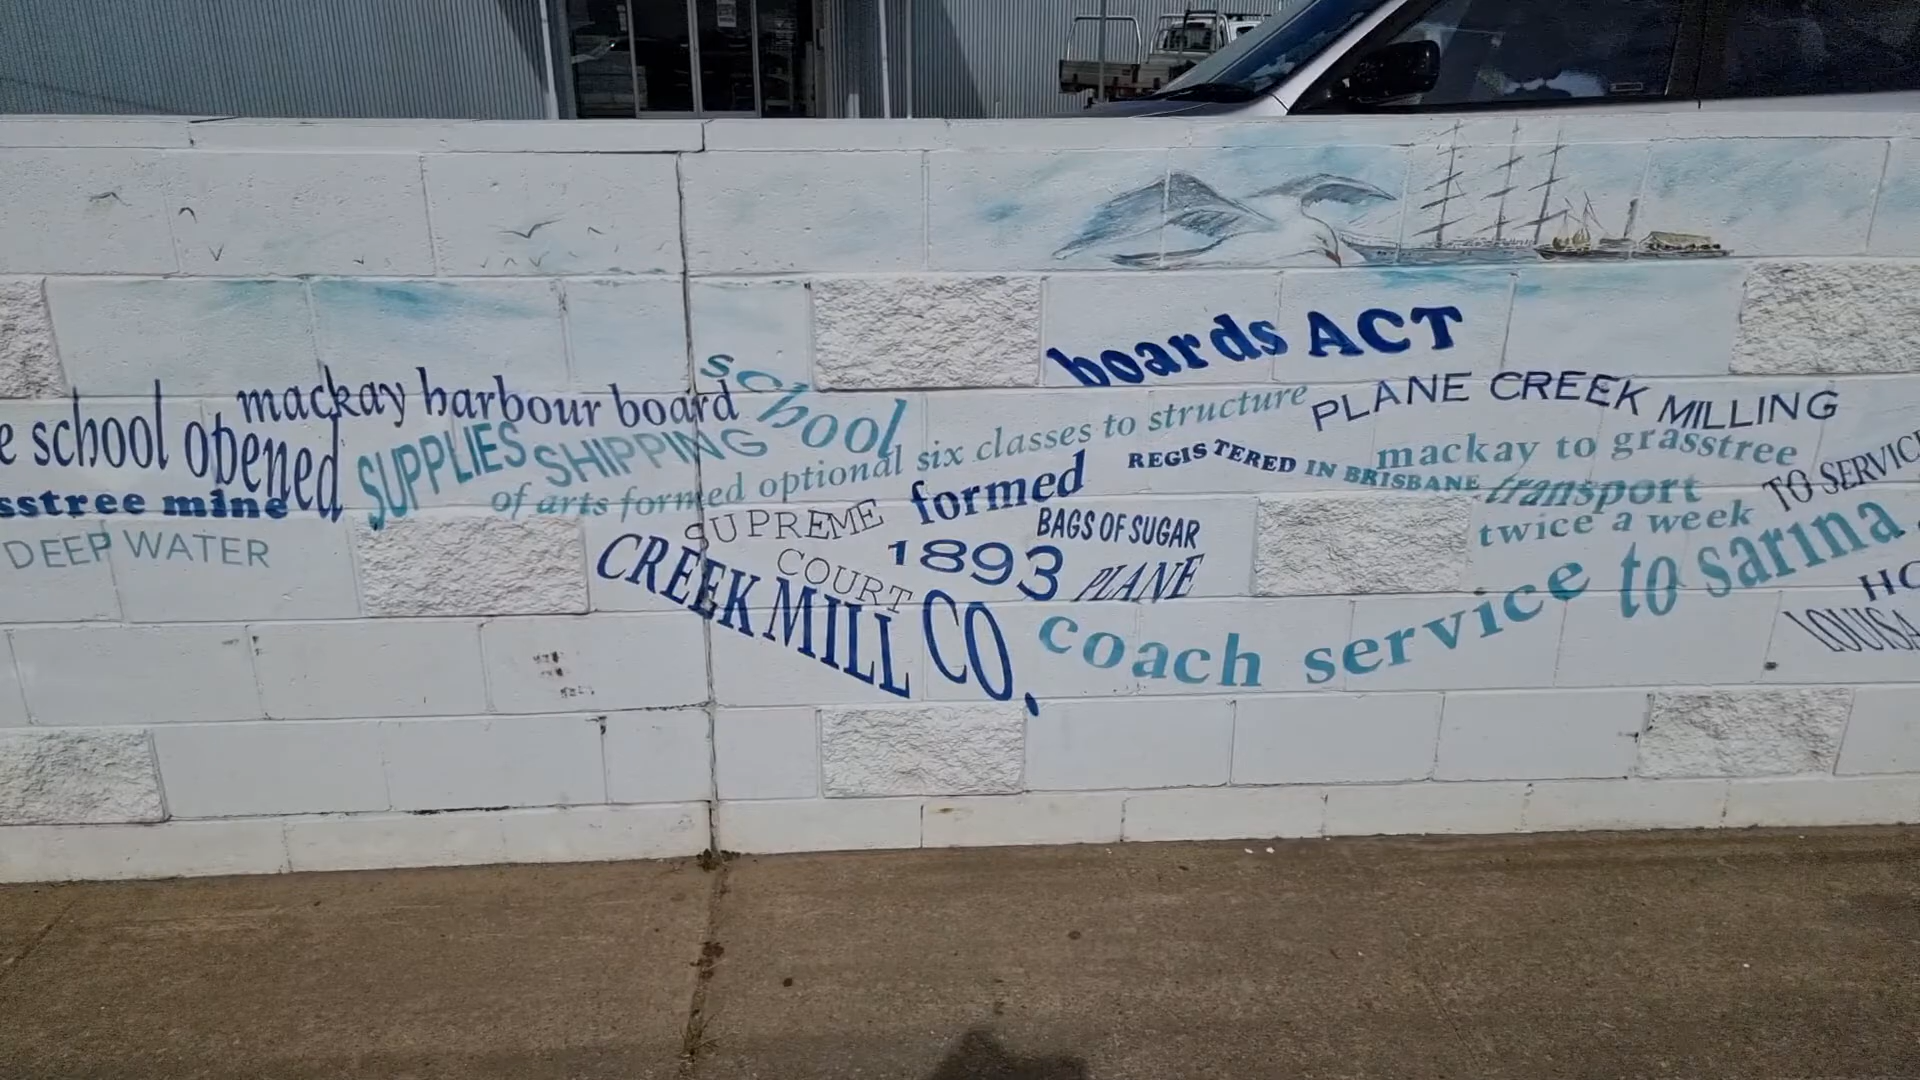 boards ACT
mackay harbour board
school
e school opened
SUPPLIES SHIPPING
of arts formed optional six classes to structure
PLANE CREEK MILLING
mackay to grasstree
REGISTERED IN BRISBANE
transport
TO SERVIC
twice a week
sstree mine
DEEP WATER
SUPREME
COURT
formed
1893
BAGS OF SUGAR
PLANE
CREEK MILL CO.
coach service to sarina
HO
LOUISA